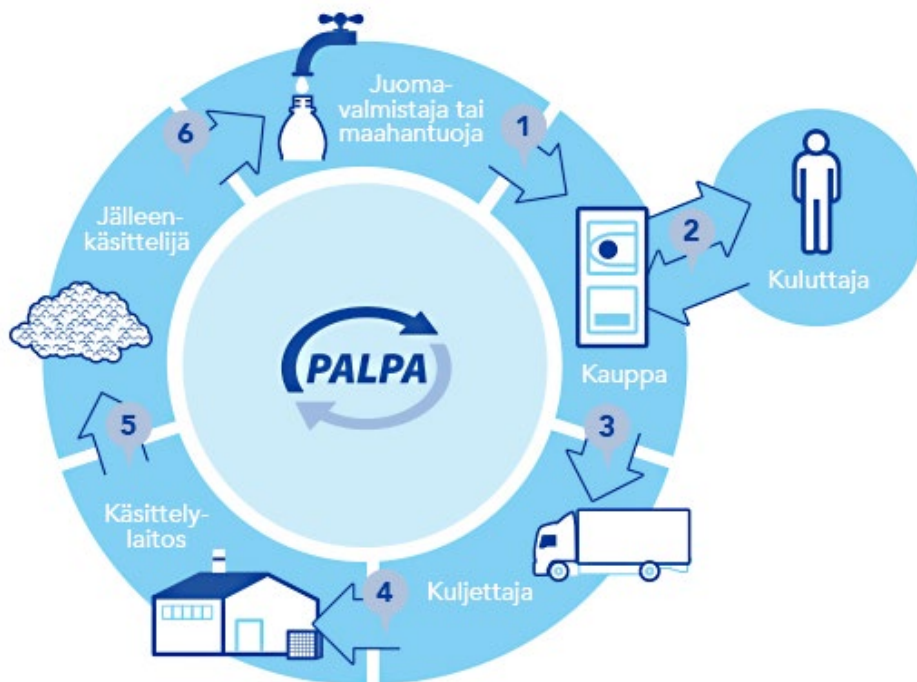 Juoma-
valmistaja tai
maahantuoja
1
2
Kuluttaja
Kauppa
3
Kuljettaja
4
Käsittely-
laitos
5
Jälleen-
käsittelijä
6
PALPA